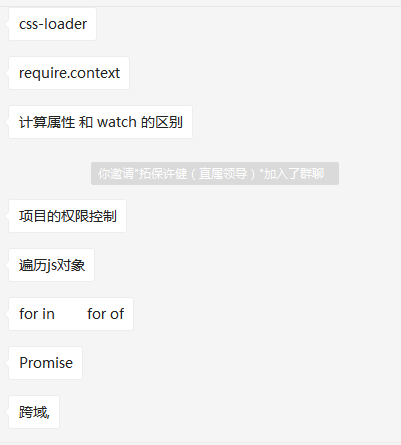 css-loader
require.context
计算属性 和 watch 的区别
你邀请"拓保许健（直属领导）"加入了群聊
项目的权限控制
遍历js对象
for in        for of
Promise
跨域,